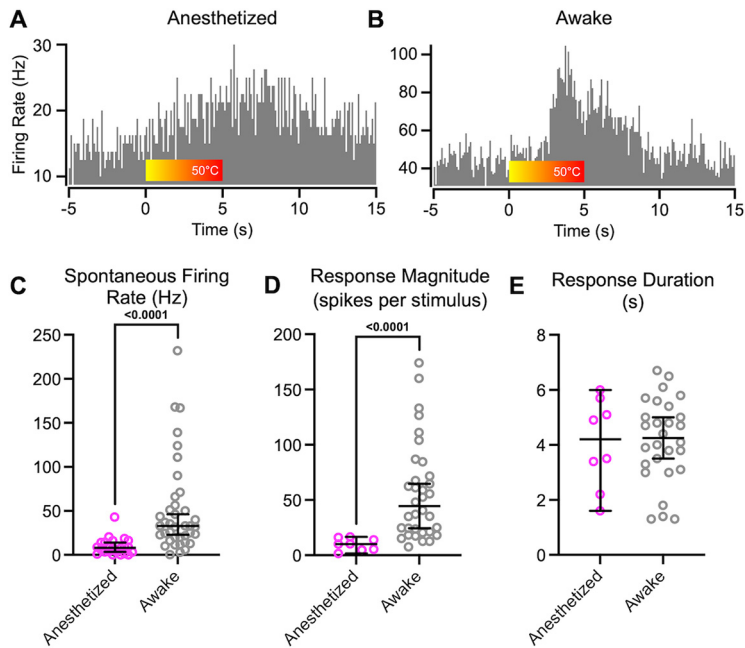 A
Anesthetized
Firing Rate (Hz)
30
20
10
50°C
-5
0
5
10
15
Time (s)
B
Awake
100
80
60
40
50°C
-5
0
5
10
15
Time (s)
C
Spontaneous Firing
Rate (Hz)
<0.0001
250
200
150
100
50
0
Anesthetized
Awake
D
Response Magnitude
(spikes per stimulus)
<0.0001
200
150
100
50
0
Anesthetized
Awake
E
Response Duration
(s)
8
6
4
2
0
Anesthetized
Awake